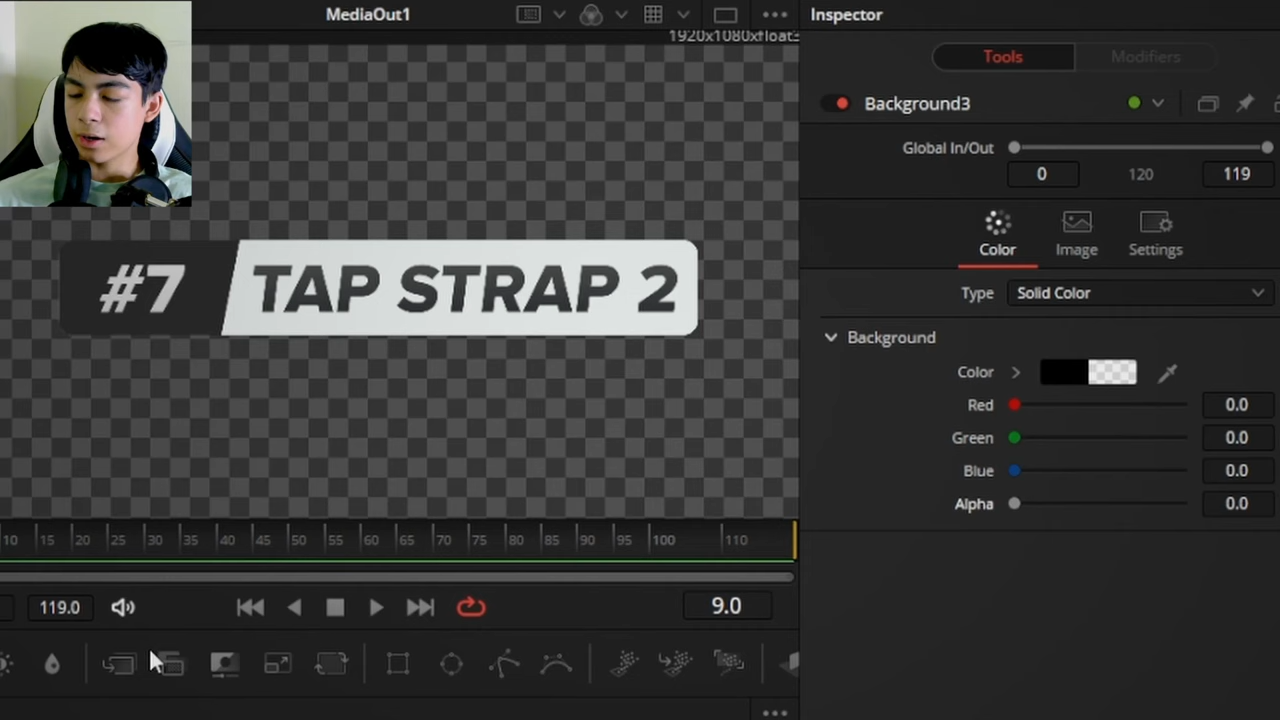 MediaOut1
Inspector
1920x1080xfloat3
Tools
Modifiers
Background3
Global In/Out
0
120
119
Color
Image
Settings
#7
TAP STRAP 2
Type
Solid Color
Background
Color
Red
0.0
Green
0.0
Blue
0.0
Alpha
0.0
10 15 20 25 30 35 40 45 50 55 60 65 70 75 80 85 90 95 100 110
119.0
9.0